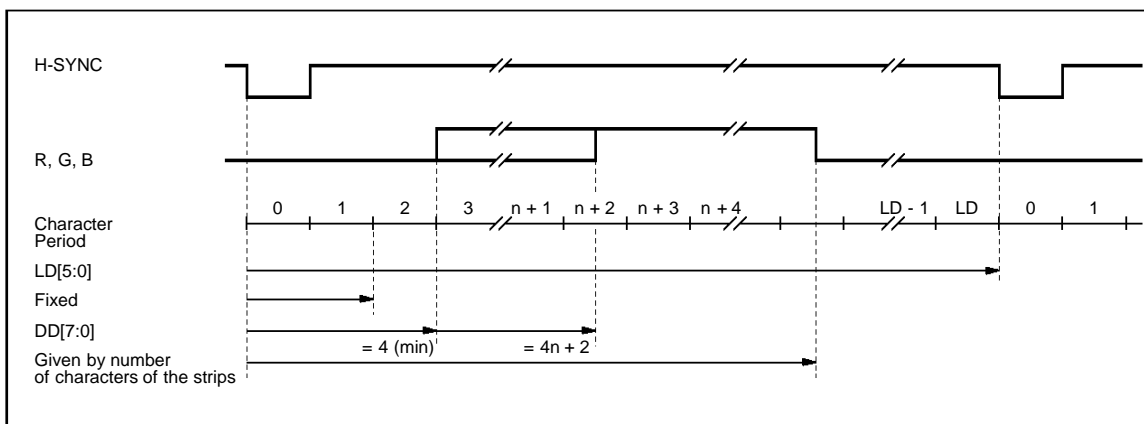 H-SYNC
R, G, B
0 1 2 3 n + 1 n + 2 n + 3 n + 4 LD - 1 LD 0 1
Character
Period
LD[5:0]
Fixed
DD[7:0]
= 4 (min) = 4n + 2
Given by number
of characters of the strips